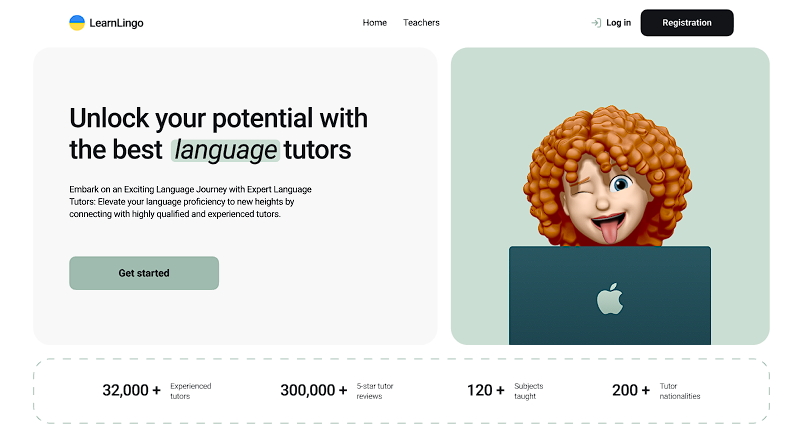 LearnLingo
Home Teachers
Log in
Registration
Unlock your potential with
the best language tutors
Embark on an Exciting Language Journey with Expert Language
Tutors: Elevate your language proficiency to new heights by
connecting with highly qualified and experienced tutors.
Get started
32,000 +
Experienced
tutors
300,000 +
5-star tutor
reviews
120 +
Subjects
taught
200 +
Tutor
nationalities